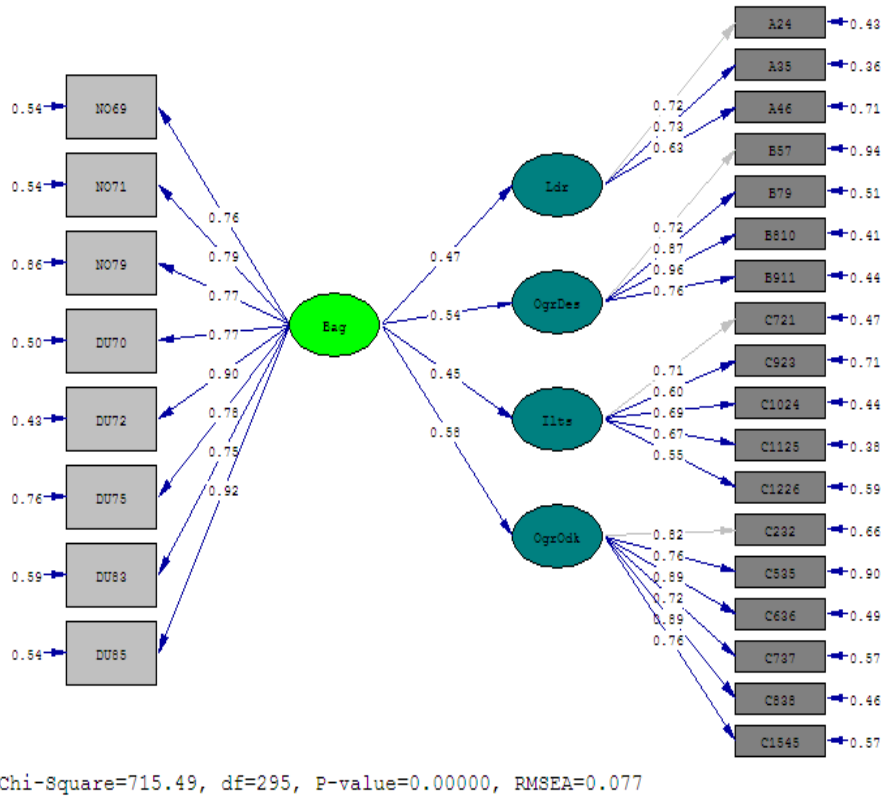 0.54 NO69
0.54 NO71
0.86 NO79
0.50 DU70
0.43 DU72
0.76 DU75
0.59 DU83
0.54 DU85
0.76
0.79
0.77
0.77
0.90
0.78
0.75
0.92
Bag
0.47
0.54
0.45
0.58
Ldr
OgrDes
Ilts
OgrOdk
0.72
0.73
0.63
0.72
0.87
0.96
0.76
0.71
0.60
0.69
0.67
0.55
0.82
0.76
0.89
0.72
0.89
0.76
A24 0.43
A35 0.36
A46 0.71
B57 0.94
B79 0.51
B810 0.41
B911 0.44
C721 0.47
C923 0.71
C1024 0.44
C1125 0.38
C1226 0.59
C232 0.66
C535 0.90
C636 0.49
C737 0.57
C838 0.46
C1545 0.57
Chi-Square=715.49, df=295, P-value=0.00000, RMSEA=0.077